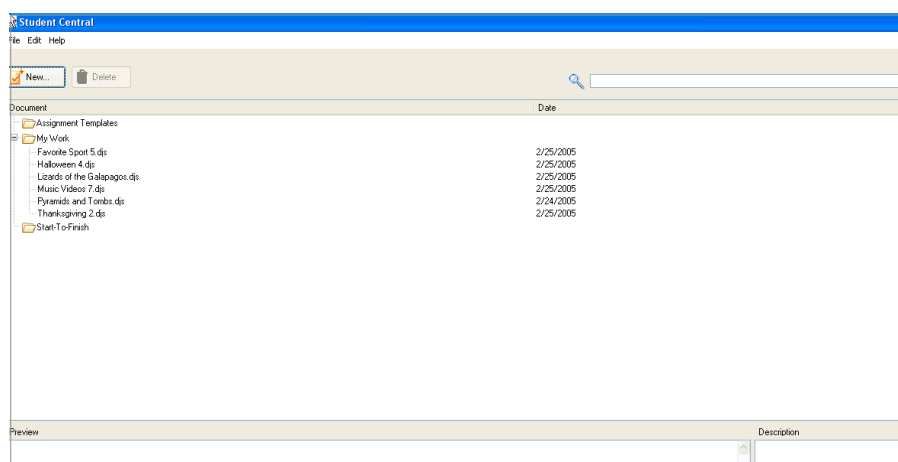 Student Central
File Edit Help
New... Delete
Document Date
Assignment Templates
My Work
Favorite Sport 5.djs 2/25/2005
Halloween 4.djs 2/25/2005
Lizards of the Galapagos.djs 2/25/2005
Music Videos 7.djs 2/25/2005
Pyramids and Tombs.djs 2/24/2005
Thanksgiving 2.djs 2/25/2005
Start-To-Finish
Preview Description